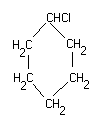 CHCl
H₂C CH₂
H₂C CH₂
CH₂